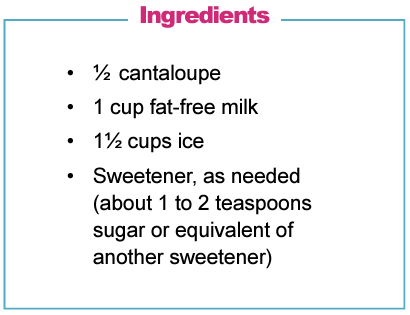 Ingredients
• ½ cantaloupe
• 1 cup fat-free milk
• 1½ cups ice
• Sweetener, as needed
(about 1 to 2 teaspoons
sugar or equivalent of
another sweetener)